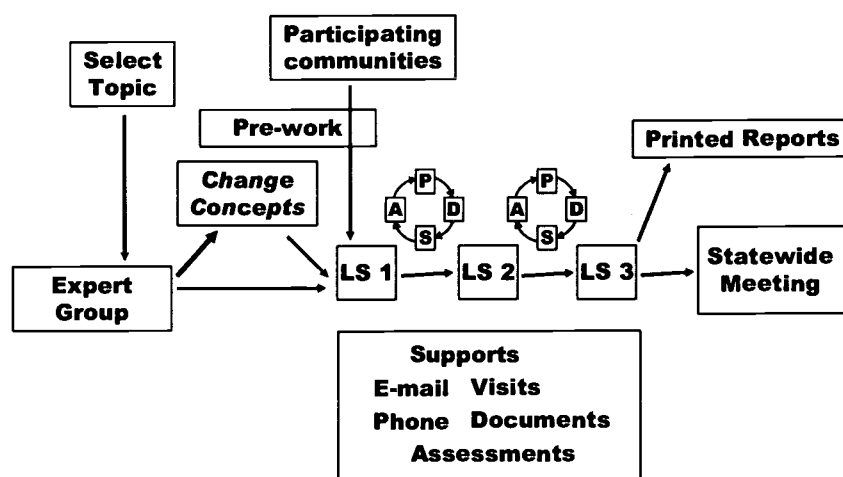 Select
Topic
Participating
communities
Pre-work
Printed Reports
Change
Concepts
P
A D
S
P
A D
S
Expert
Group
LS 1
LS 2
LS 3
Statewide
Meeting
Supports
E-mail Visits
Phone Documents
Assessments